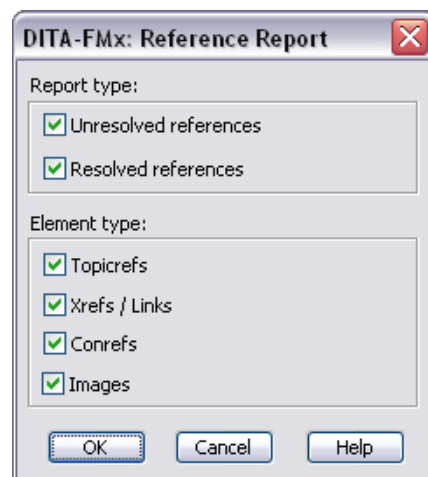 DITA-FMx: Reference Report
Report type:
Unresolved references
Resolved references
Element type:
Topicrefs
Xrefs / Links
Conrefs
Images
OK Cancel Help